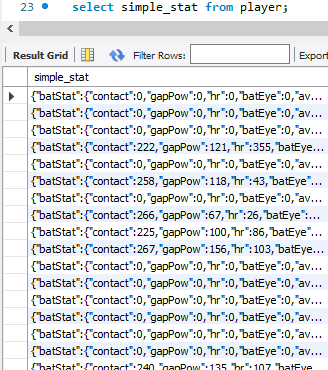 23 select simple_stat from player;
Result Grid Filter Rows: Export
simple_stat
{"batStat":{"contact":0,"gapPow":0,"hr":0,"batEye":0,"av...
{"batStat":{"contact":0,"gapPow":0,"hr":0,"batEye":0,"av...
{"batStat":{"contact":0,"gapPow":0,"hr":0,"batEye":0,"av...
{"batStat":{"contact":222,"gapPow":121,"hr":355,"batEye...
{"batStat":{"contact":0,"gapPow":0,"hr":0,"batEye":0,"av...
{"batStat":{"contact":258,"gapPow":118,"hr":43,"batEye"...
{"batStat":{"contact":0,"gapPow":0,"hr":0,"batEye":0,"av...
{"batStat":{"contact":266,"gapPow":67,"hr":26,"batEye":...
{"batStat":{"contact":225,"gapPow":100,"hr":86,"batEye"...
{"batStat":{"contact":267,"gapPow":156,"hr":103,"batEye...
{"batStat":{"contact":0,"gapPow":0,"hr":0,"batEye":0,"av...
{"batStat":{"contact":0,"gapPow":0,"hr":0,"batEye":0,"av...
{"batStat":{"contact":0,"gapPow":0,"hr":0,"batEye":0,"av...
{"batStat":{"contact":0,"gapPow":0,"hr":0,"batEye":0,"av...
{"batStat":{"contact":0,"gapPow":0,"hr":0,"batEye":0,"av...
{"batStat":{"contact":240,"gapPow":135,"hr":107,"batEye...